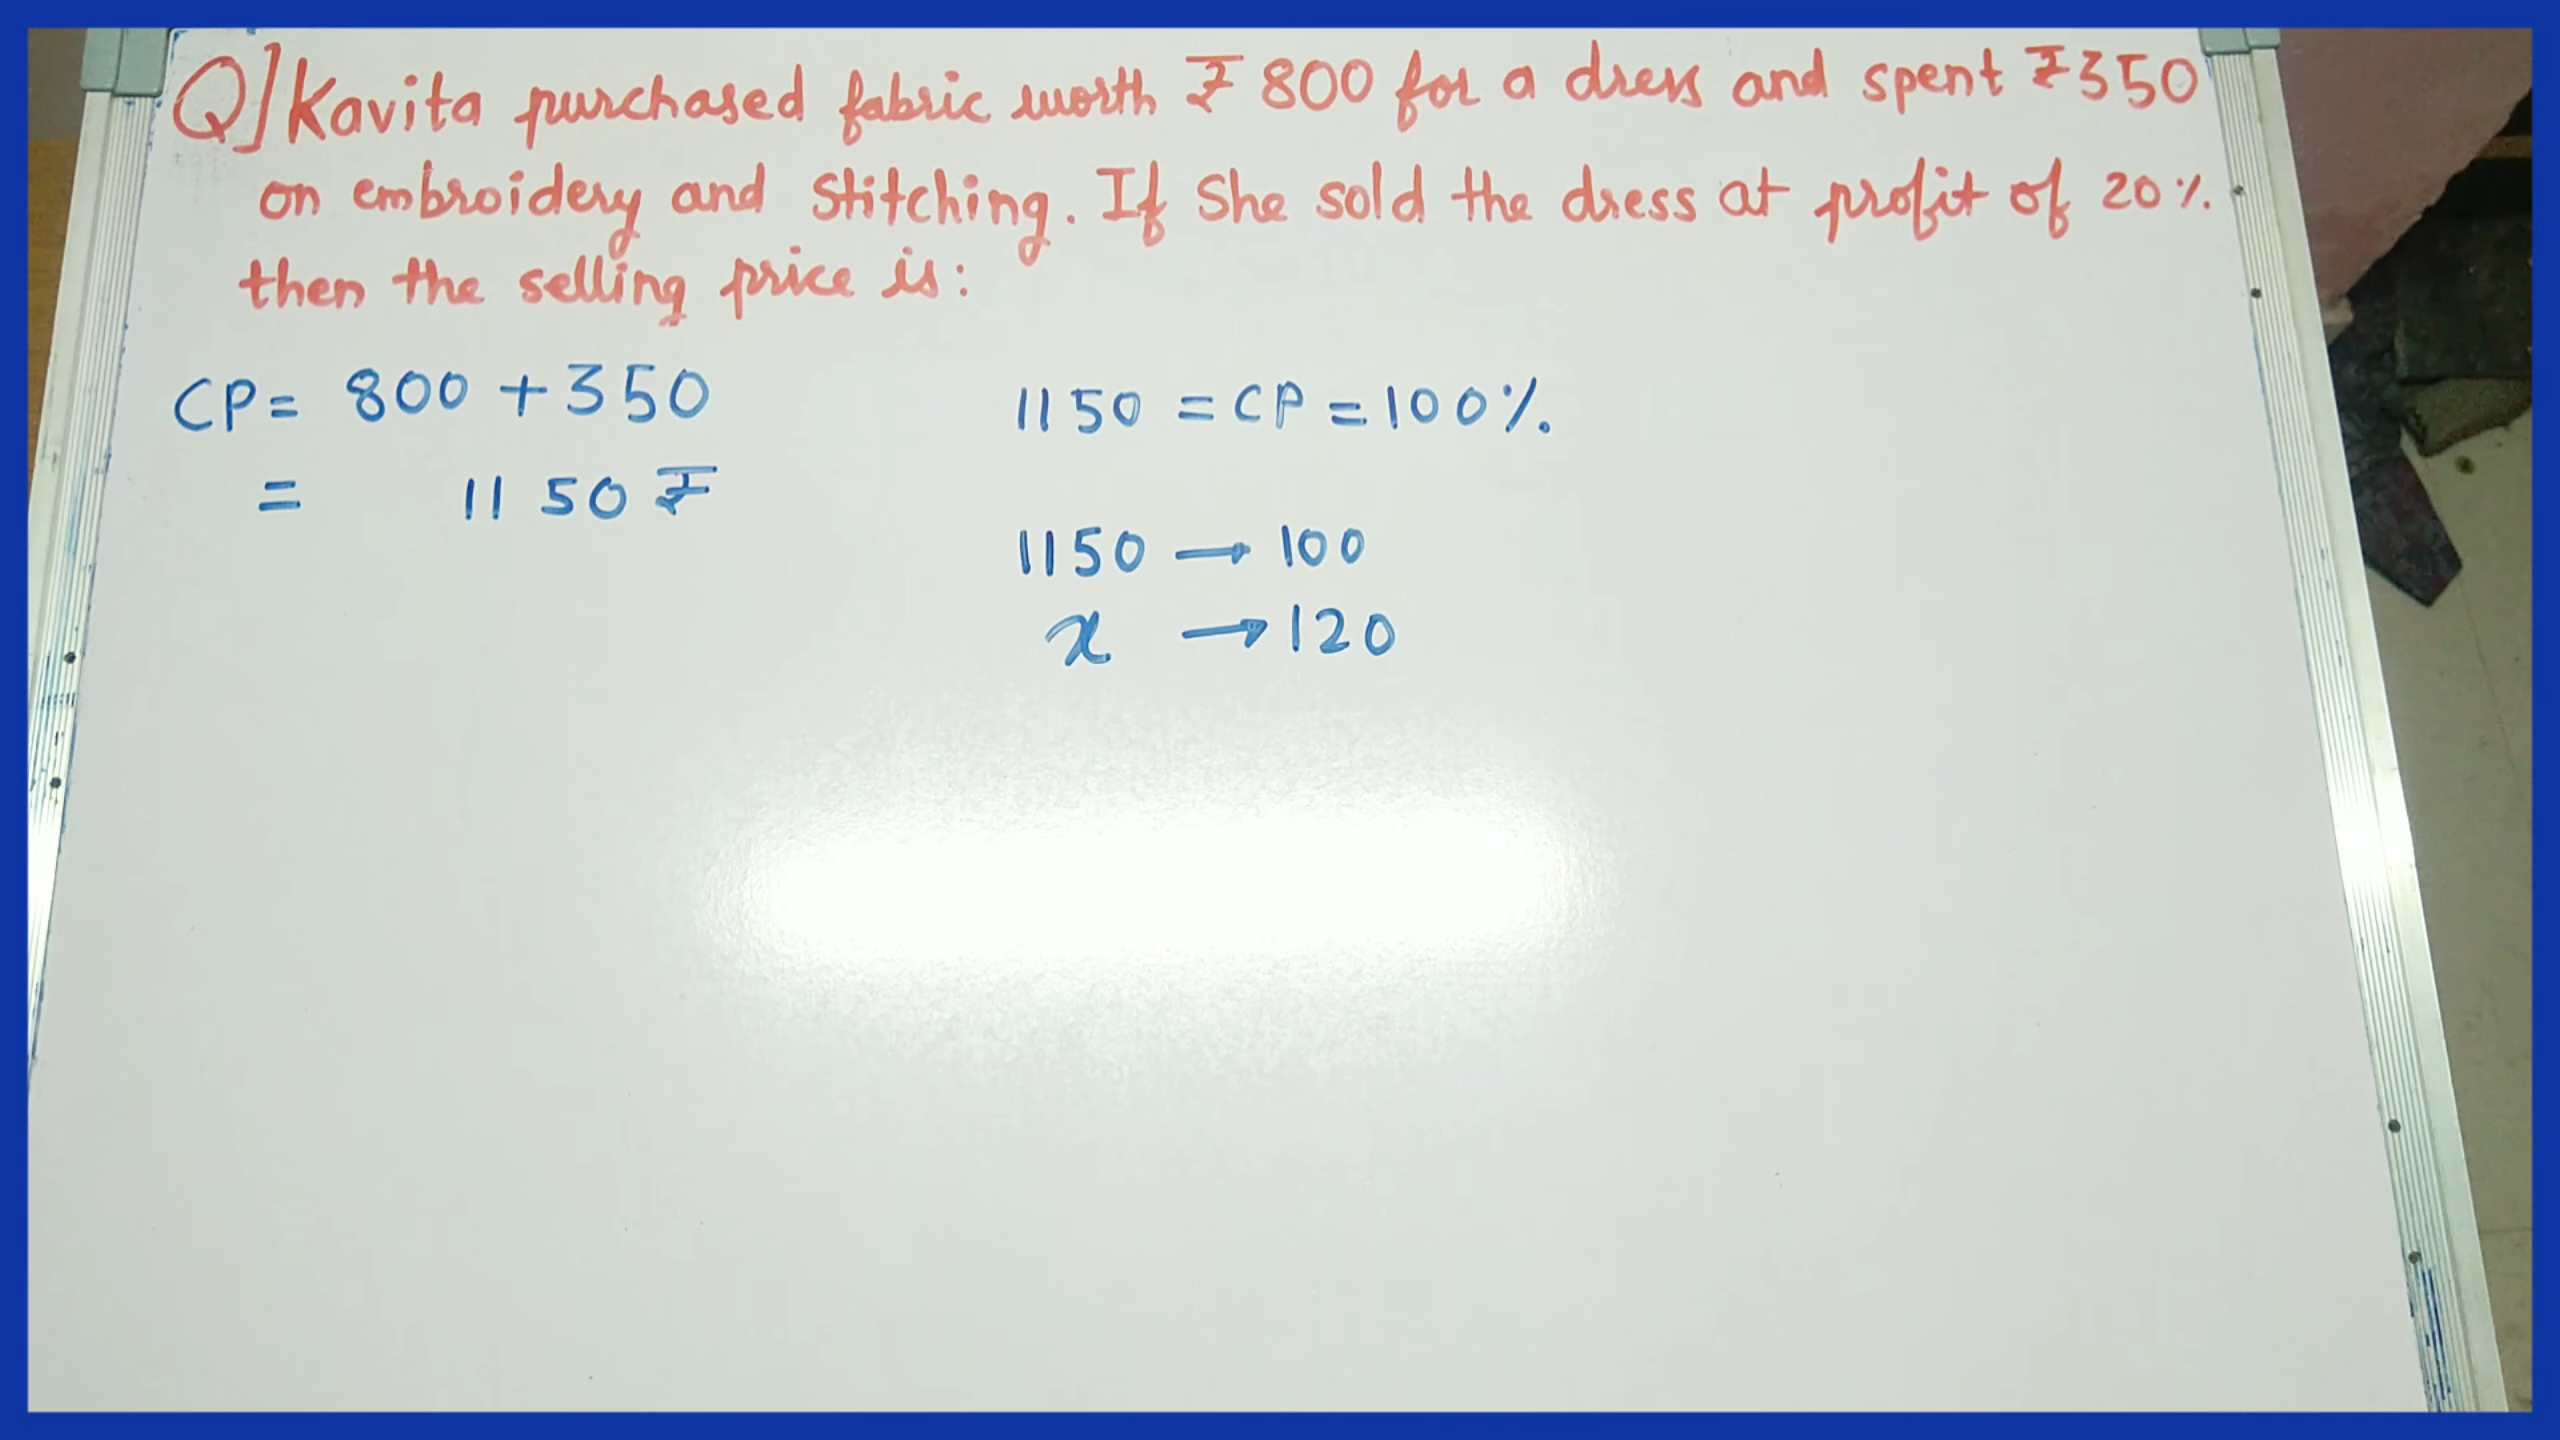 Q] Kavita purchased fabric worth ₹ 800 for a dress and spent ₹350
on embroidery and stitching. If She sold the dress at profit of 20%.
then the selling price is:
CP = 800 + 350
= 1150 ₹
1150 = CP = 100%.
1150 → 100
x → 120